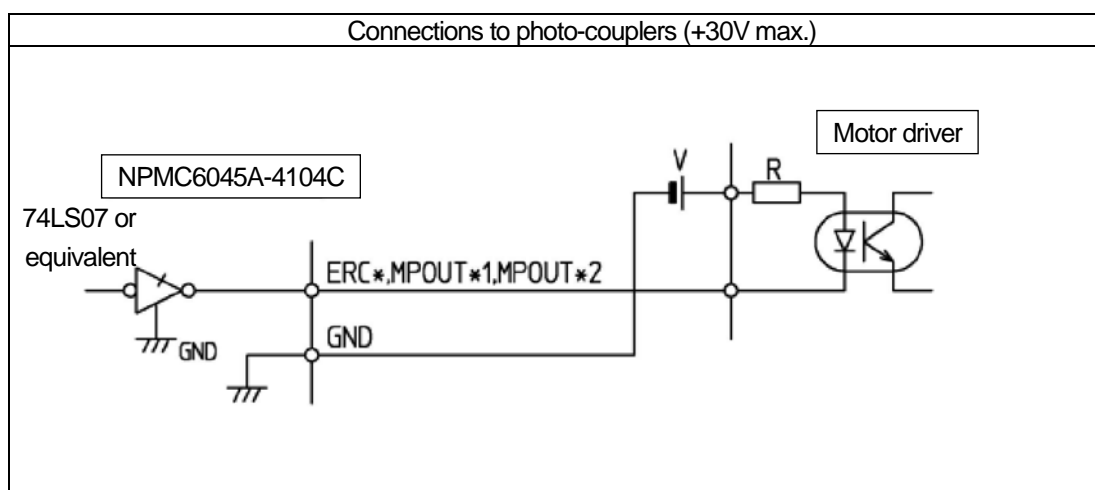 Connections to photo-couplers (+30V max.)
Motor driver
V
R
NPMC6045A-4104C
74LS07 or
equivalent
ERC*,MPOUT*1,MPOUT*2
GND
GND